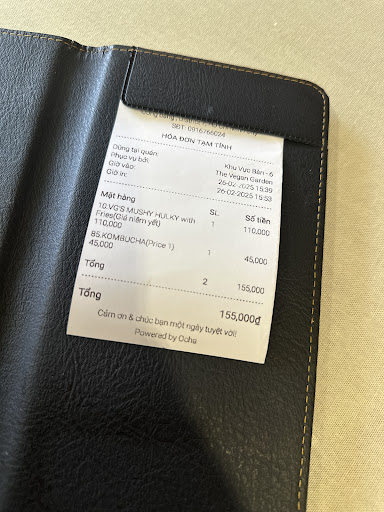 SĐT: 0916766034
HÓA ĐƠN TẠM TÍNH
Dùng tại quán: Khu Vực Bàn - 6
Phục vụ bởi: The Vegan Garden
Giờ vào: 26-02-2025 15:39
Giờ in: 26-02-2025 15:53
Mặt hàng SL Số tiền
10.VG'S MUSHY HULKY with 1 110,000
Fries(Giá niêm yết)
110,000
85.KOMBUCHA(Price 1) 1 45,000
45,000
Tổng 2 155,000
Tổng 155,000₫
Cảm ơn & chúc bạn một ngày tuyệt vời!
Powered by Ocha